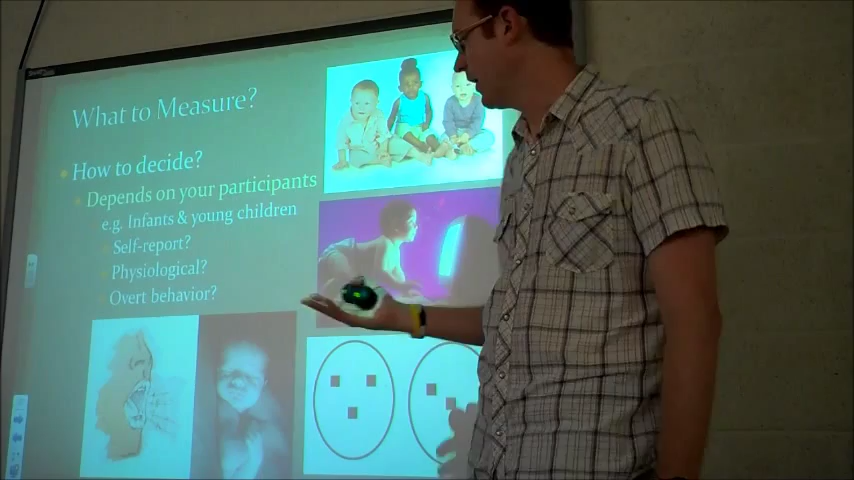 What to Measure?
How to decide?
Depends on your participants
e.g. Infants & young children
Self-report?
Physiological?
Overt behavior?